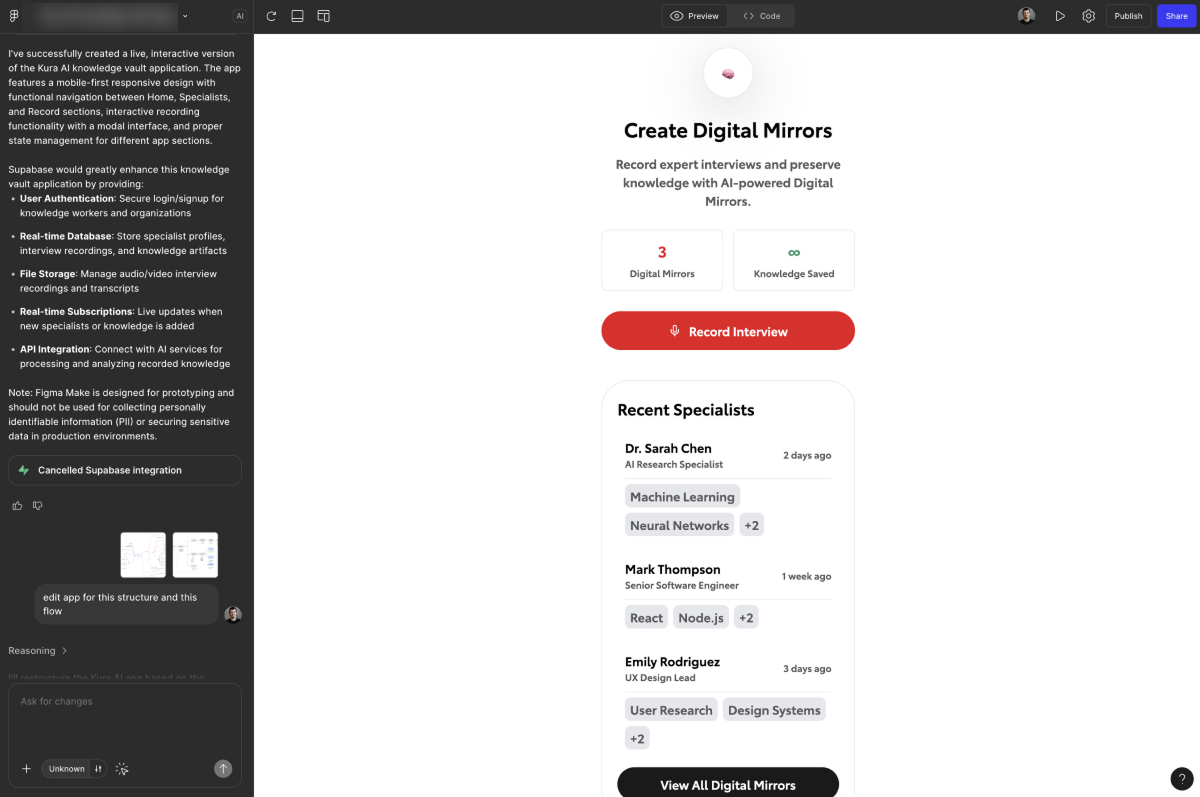 AI
Preview
Code
Publish
Share
I've successfully created a live, interactive version
of the Kura AI knowledge vault application. The app
features a mobile-first responsive design with
functional navigation between Home, Specialists,
and Record sections, interactive recording
functionality with a modal interface, and proper
state management for different app sections.
Supabase would greatly enhance this knowledge
vault application by providing:
• User Authentication: Secure login/signup for
knowledge workers and organizations
• Real-time Database: Store specialist profiles,
interview recordings, and knowledge artifacts
• File Storage: Manage audio/video interview
recordings and transcripts
• Real-time Subscriptions: Live updates when
new specialists or knowledge is added
• API Integration: Connect with AI services for
processing and analyzing recorded knowledge
Note: Figma Make is designed for prototyping and
should not be used for collecting personally
identifiable information (PII) or securing sensitive
data in production environments.
Cancelled Supabase integration
edit app for this structure and this
flow
Reasoning
I'll restructure the Kura AI app based on the
Ask for changes
Unknown
Create Digital Mirrors
Record expert interviews and preserve
knowledge with AI-powered Digital
Mirrors.
3
Digital Mirrors
∞
Knowledge Saved
Record Interview
Recent Specialists
Dr. Sarah Chen
AI Research Specialist
2 days ago
Machine Learning
Neural Networks +2
Mark Thompson
Senior Software Engineer
1 week ago
React Node.js +2
Emily Rodriguez
UX Design Lead
3 days ago
User Research Design Systems
+2
View All Digital Mirrors
?